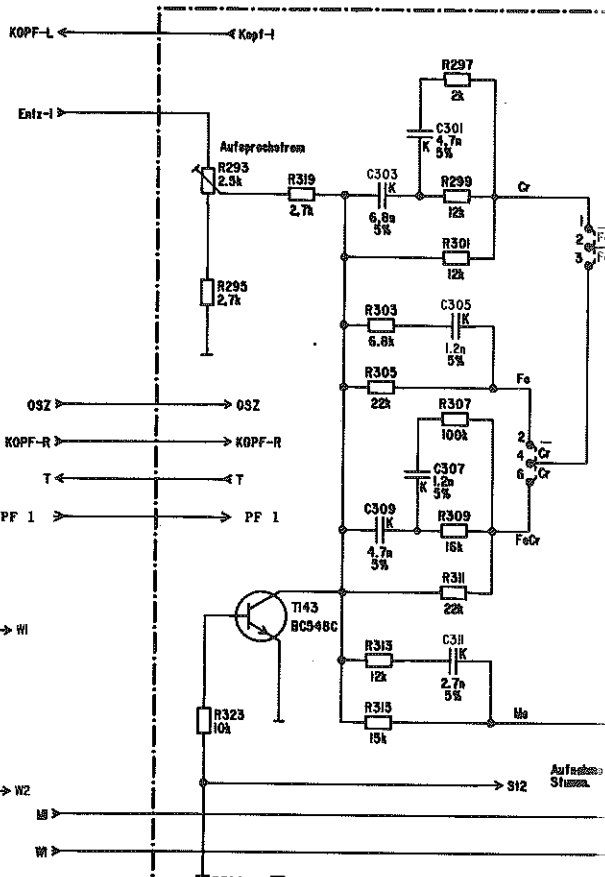 KOPF-L
Kopf-l
R297
2k
Entz-l
C301
4,7n
K
5%
Aufsprechstrom
R293
2.5k
R319
2,7k
C303
K
6,8n
5%
R299
12k
Cr
1
2
3
R301
12k
R295
2,7k
R303
6.8k
C305
K
1.2n
5%
R305
22k
Fe
R307
100k
OSZ
OSZ
KOPF-R
KOPF-R
2
4
6
Cr
Cr
T
T
C307
1.2n
K
5%
PF 1
PF 1
C309
K
4.7n
5%
R309
16k
FeCr
R311
22k
T143
BC548C
W1
R313
12k
C311
K
2.7n
5%
R323
10k
R315
15k
Me
W2
St2
W1